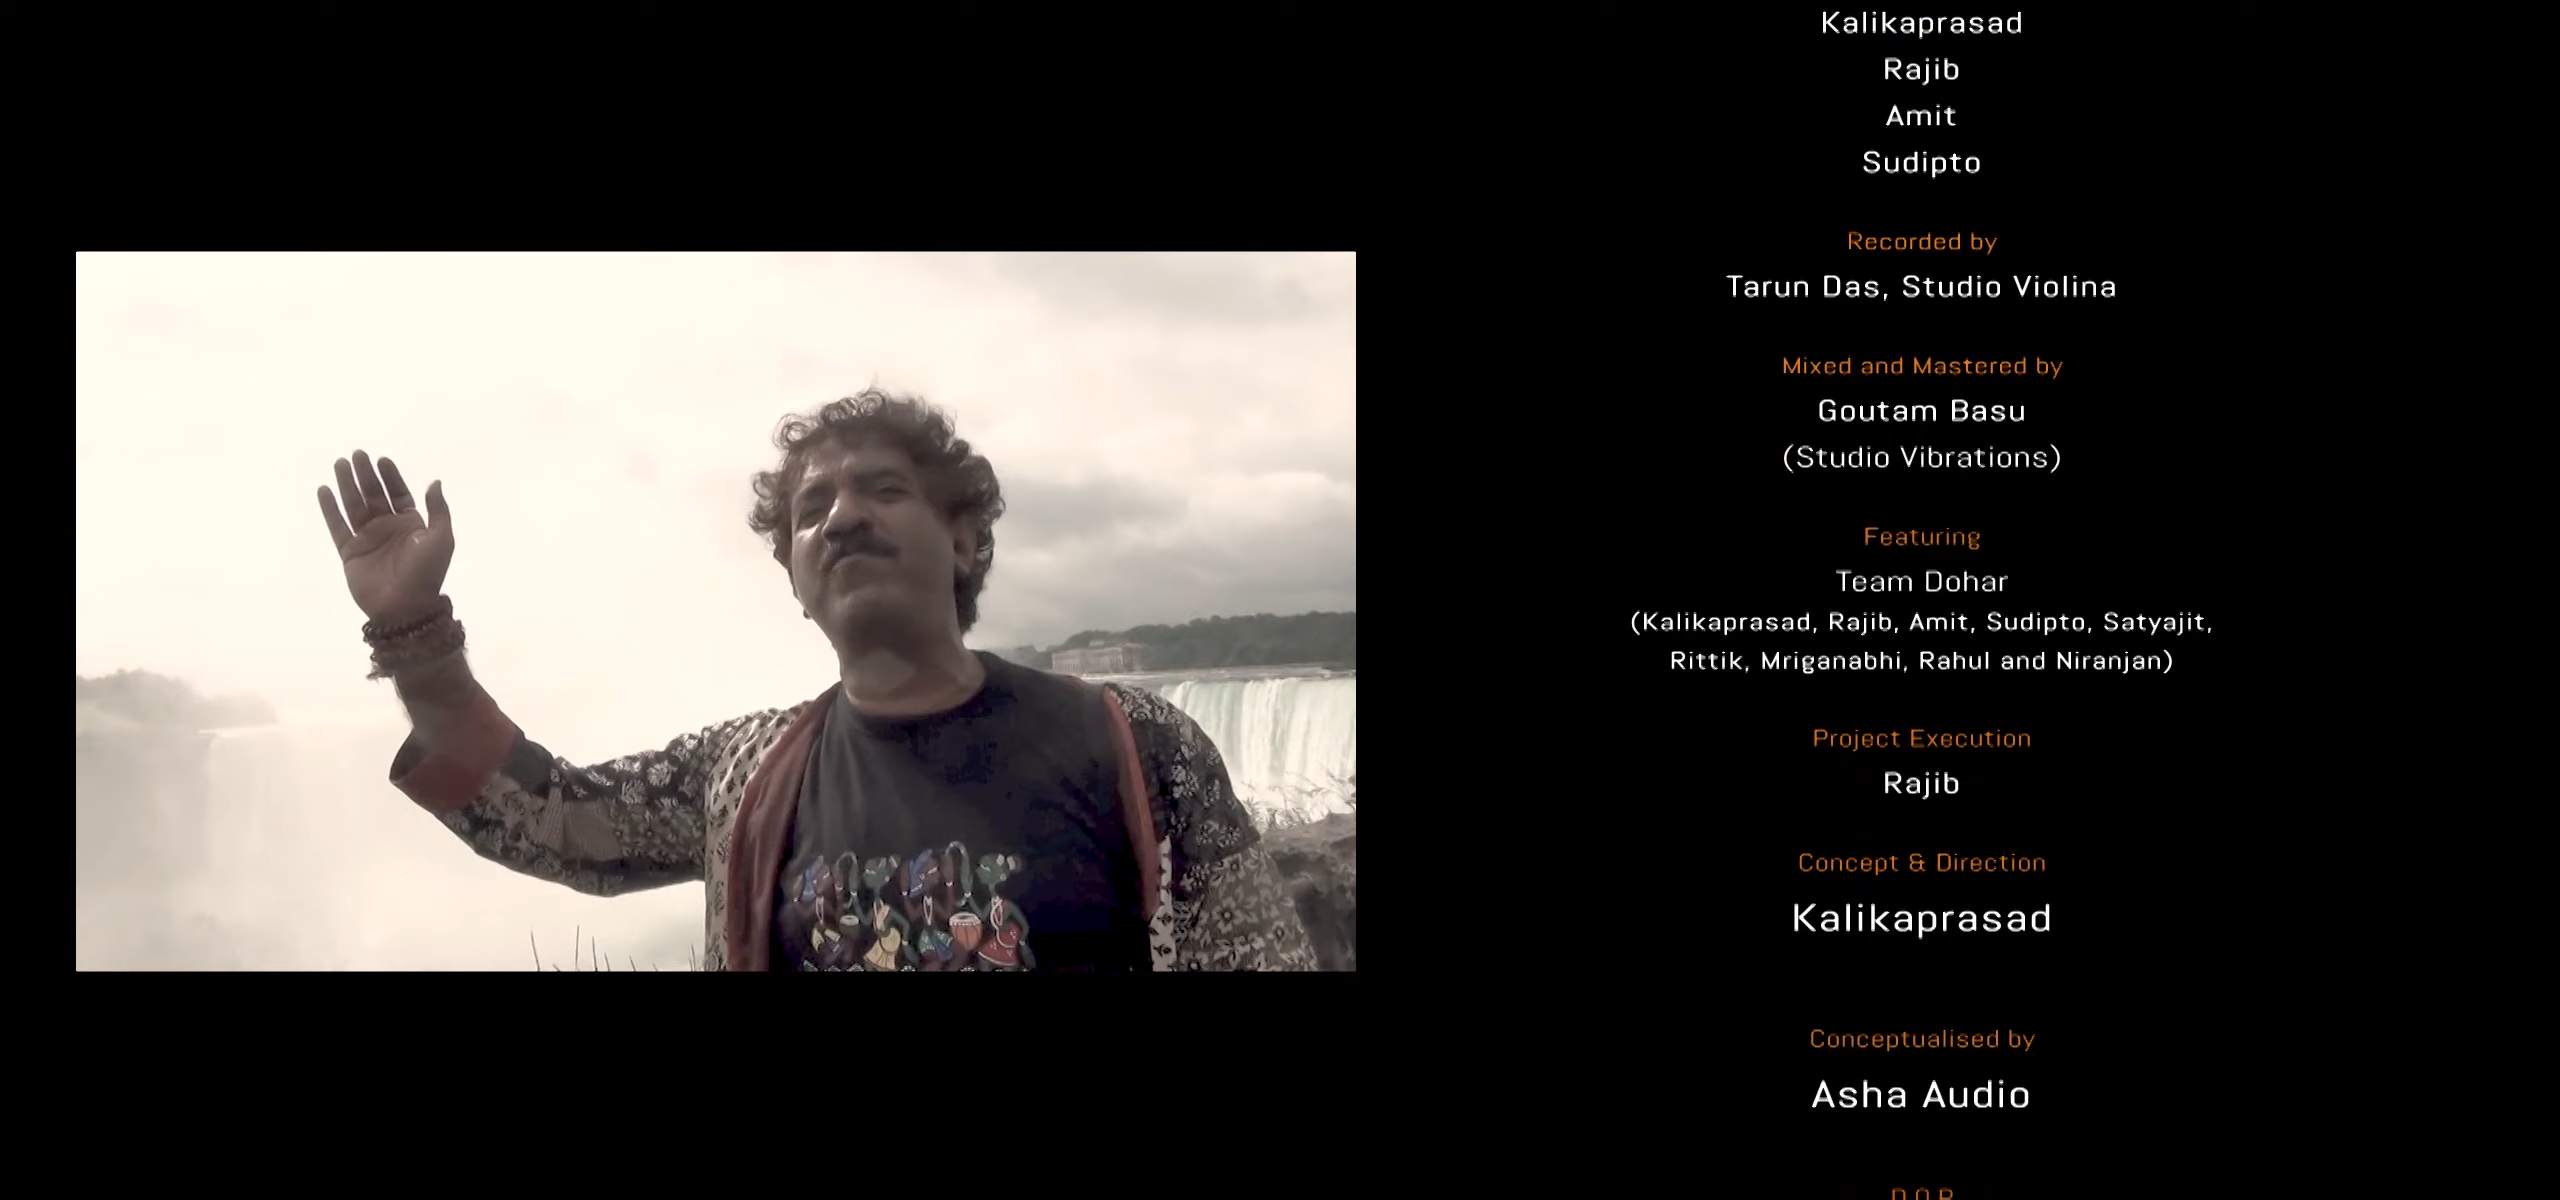 Kalikaprasad
Rajib
Amit
Sudipto
Recorded by
Tarun Das, Studio Violina
Mixed and Mastered by
Goutam Basu
(Studio Vibrations)
Featuring
Team Dohar
(Kalikaprasad, Rajib, Amit, Sudipto, Satyajit,
Rittik, Mriganabhi, Rahul and Niranjan)
Project Execution
Rajib
Concept & Direction
Kalikaprasad
Conceptualised by
Asha Audio